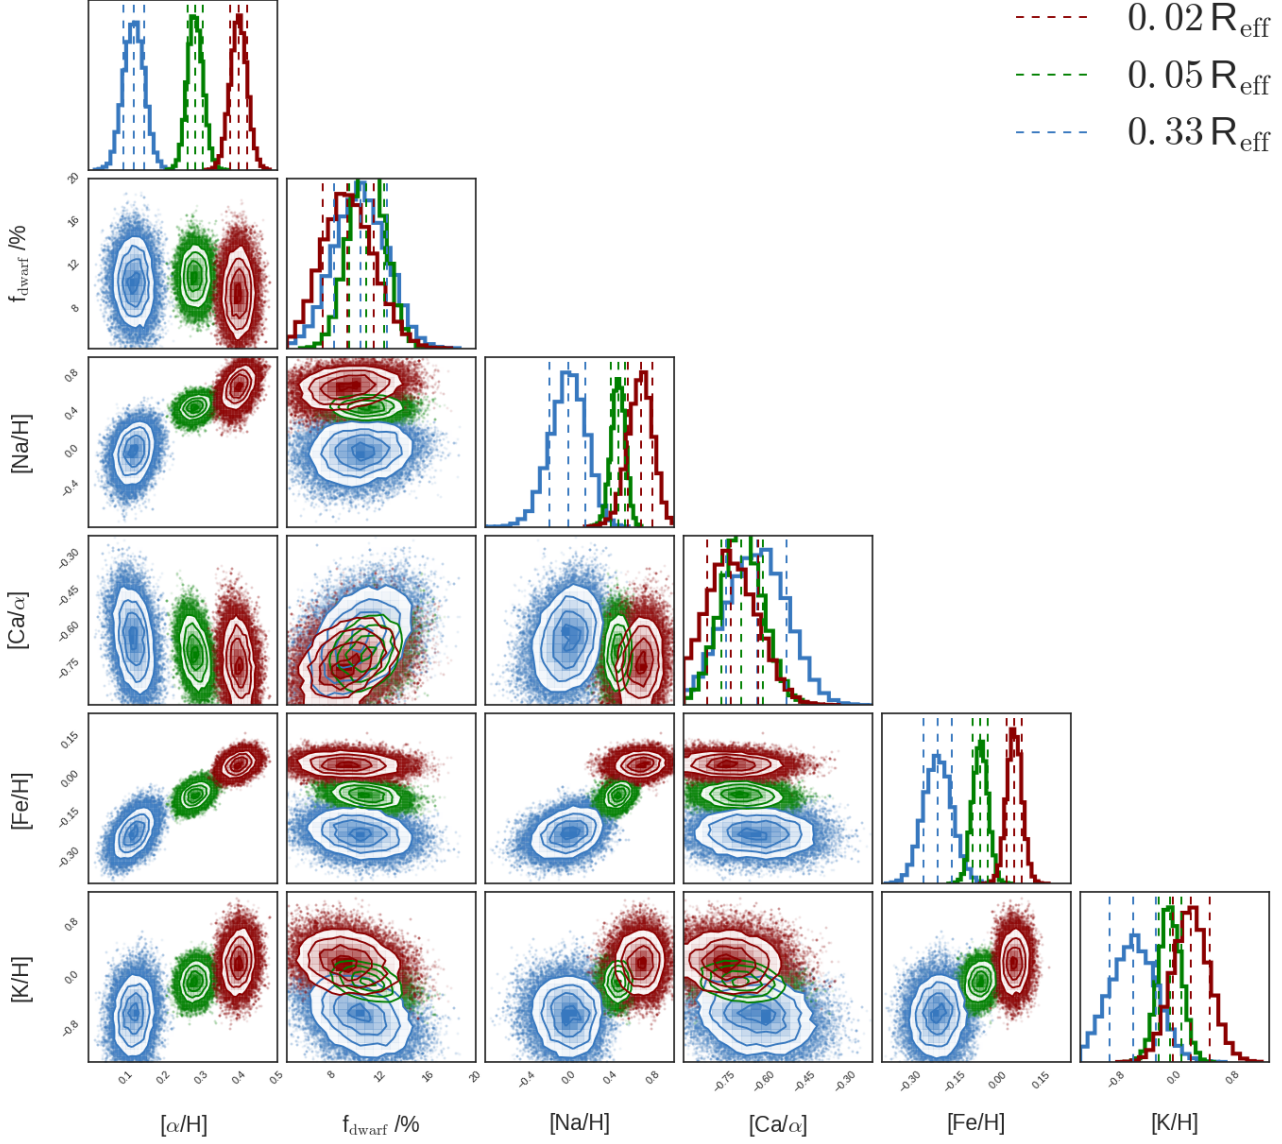 0.02 R_eff
0.05 R_eff
0.33 R_eff
f_dwarf /%
20
16
12
8
[Na/H]
0.8
0.4
0.0
−0.4
[Ca/α]
−0.30
−0.45
−0.60
−0.75
[Fe/H]
0.15
0.00
−0.15
−0.30
[K/H]
0.8
0.0
−0.8
0.1 0.2 0.3 0.4 0.5 8 12 16 20 −0.4 0.0 0.4 0.8 −0.75 −0.60 −0.45 −0.30 −0.30 −0.15 0.00 0.15 −0.8 0.0 0.8
[α/H] f_dwarf /% [Na/H] [Ca/α] [Fe/H] [K/H]